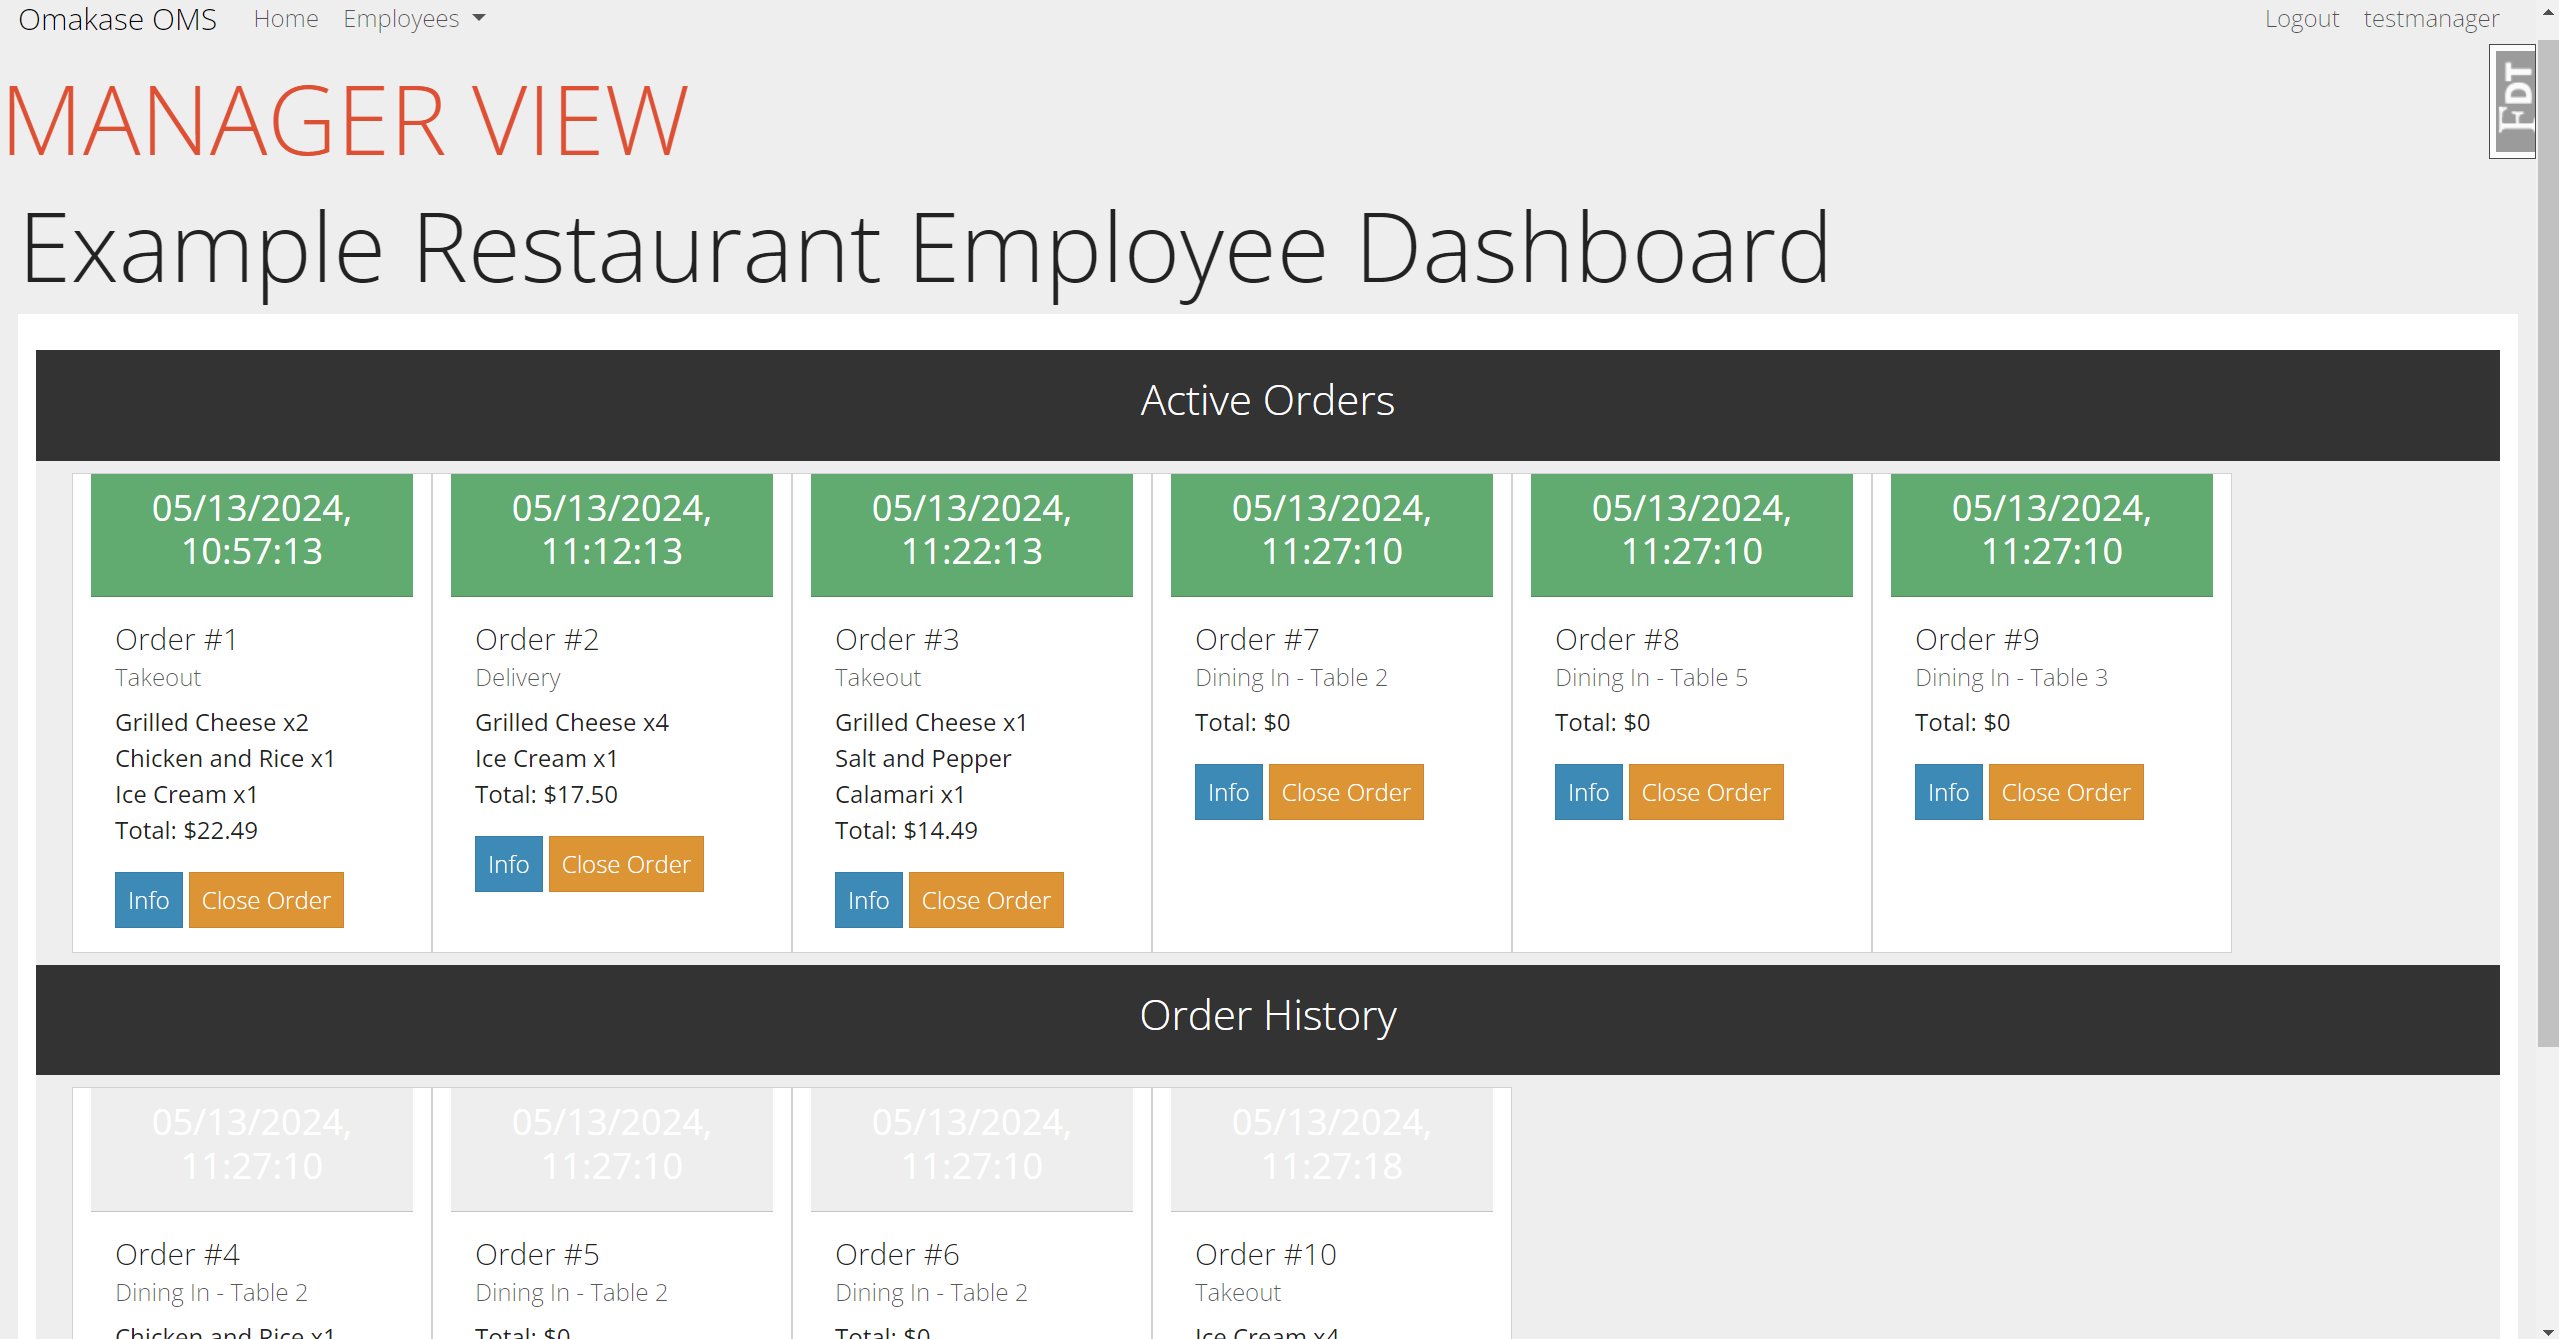 Omakase OMS Home Employees Logout testmanager
FDT
MANAGER VIEW
Example Restaurant Employee Dashboard
Active Orders
05/13/2024,
10:57:13
Order #1
Takeout
Grilled Cheese x2
Chicken and Rice x1
Ice Cream x1
Total: $22.49
Info Close Order
05/13/2024,
11:12:13
Order #2
Delivery
Grilled Cheese x4
Ice Cream x1
Total: $17.50
Info Close Order
05/13/2024,
11:22:13
Order #3
Takeout
Grilled Cheese x1
Salt and Pepper
Calamari x1
Total: $14.49
Info Close Order
05/13/2024,
11:27:10
Order #7
Dining In - Table 2
Total: $0
Info Close Order
05/13/2024,
11:27:10
Order #8
Dining In - Table 5
Total: $0
Info Close Order
05/13/2024,
11:27:10
Order #9
Dining In - Table 3
Total: $0
Info Close Order
Order History
05/13/2024,
11:27:10
Order #4
Dining In - Table 2
Chicken and Rice x1
05/13/2024,
11:27:10
Order #5
Dining In - Table 2
Total: $0
05/13/2024,
11:27:10
Order #6
Dining In - Table 2
Total: $0
05/13/2024,
11:27:18
Order #10
Takeout
Ice Cream x4